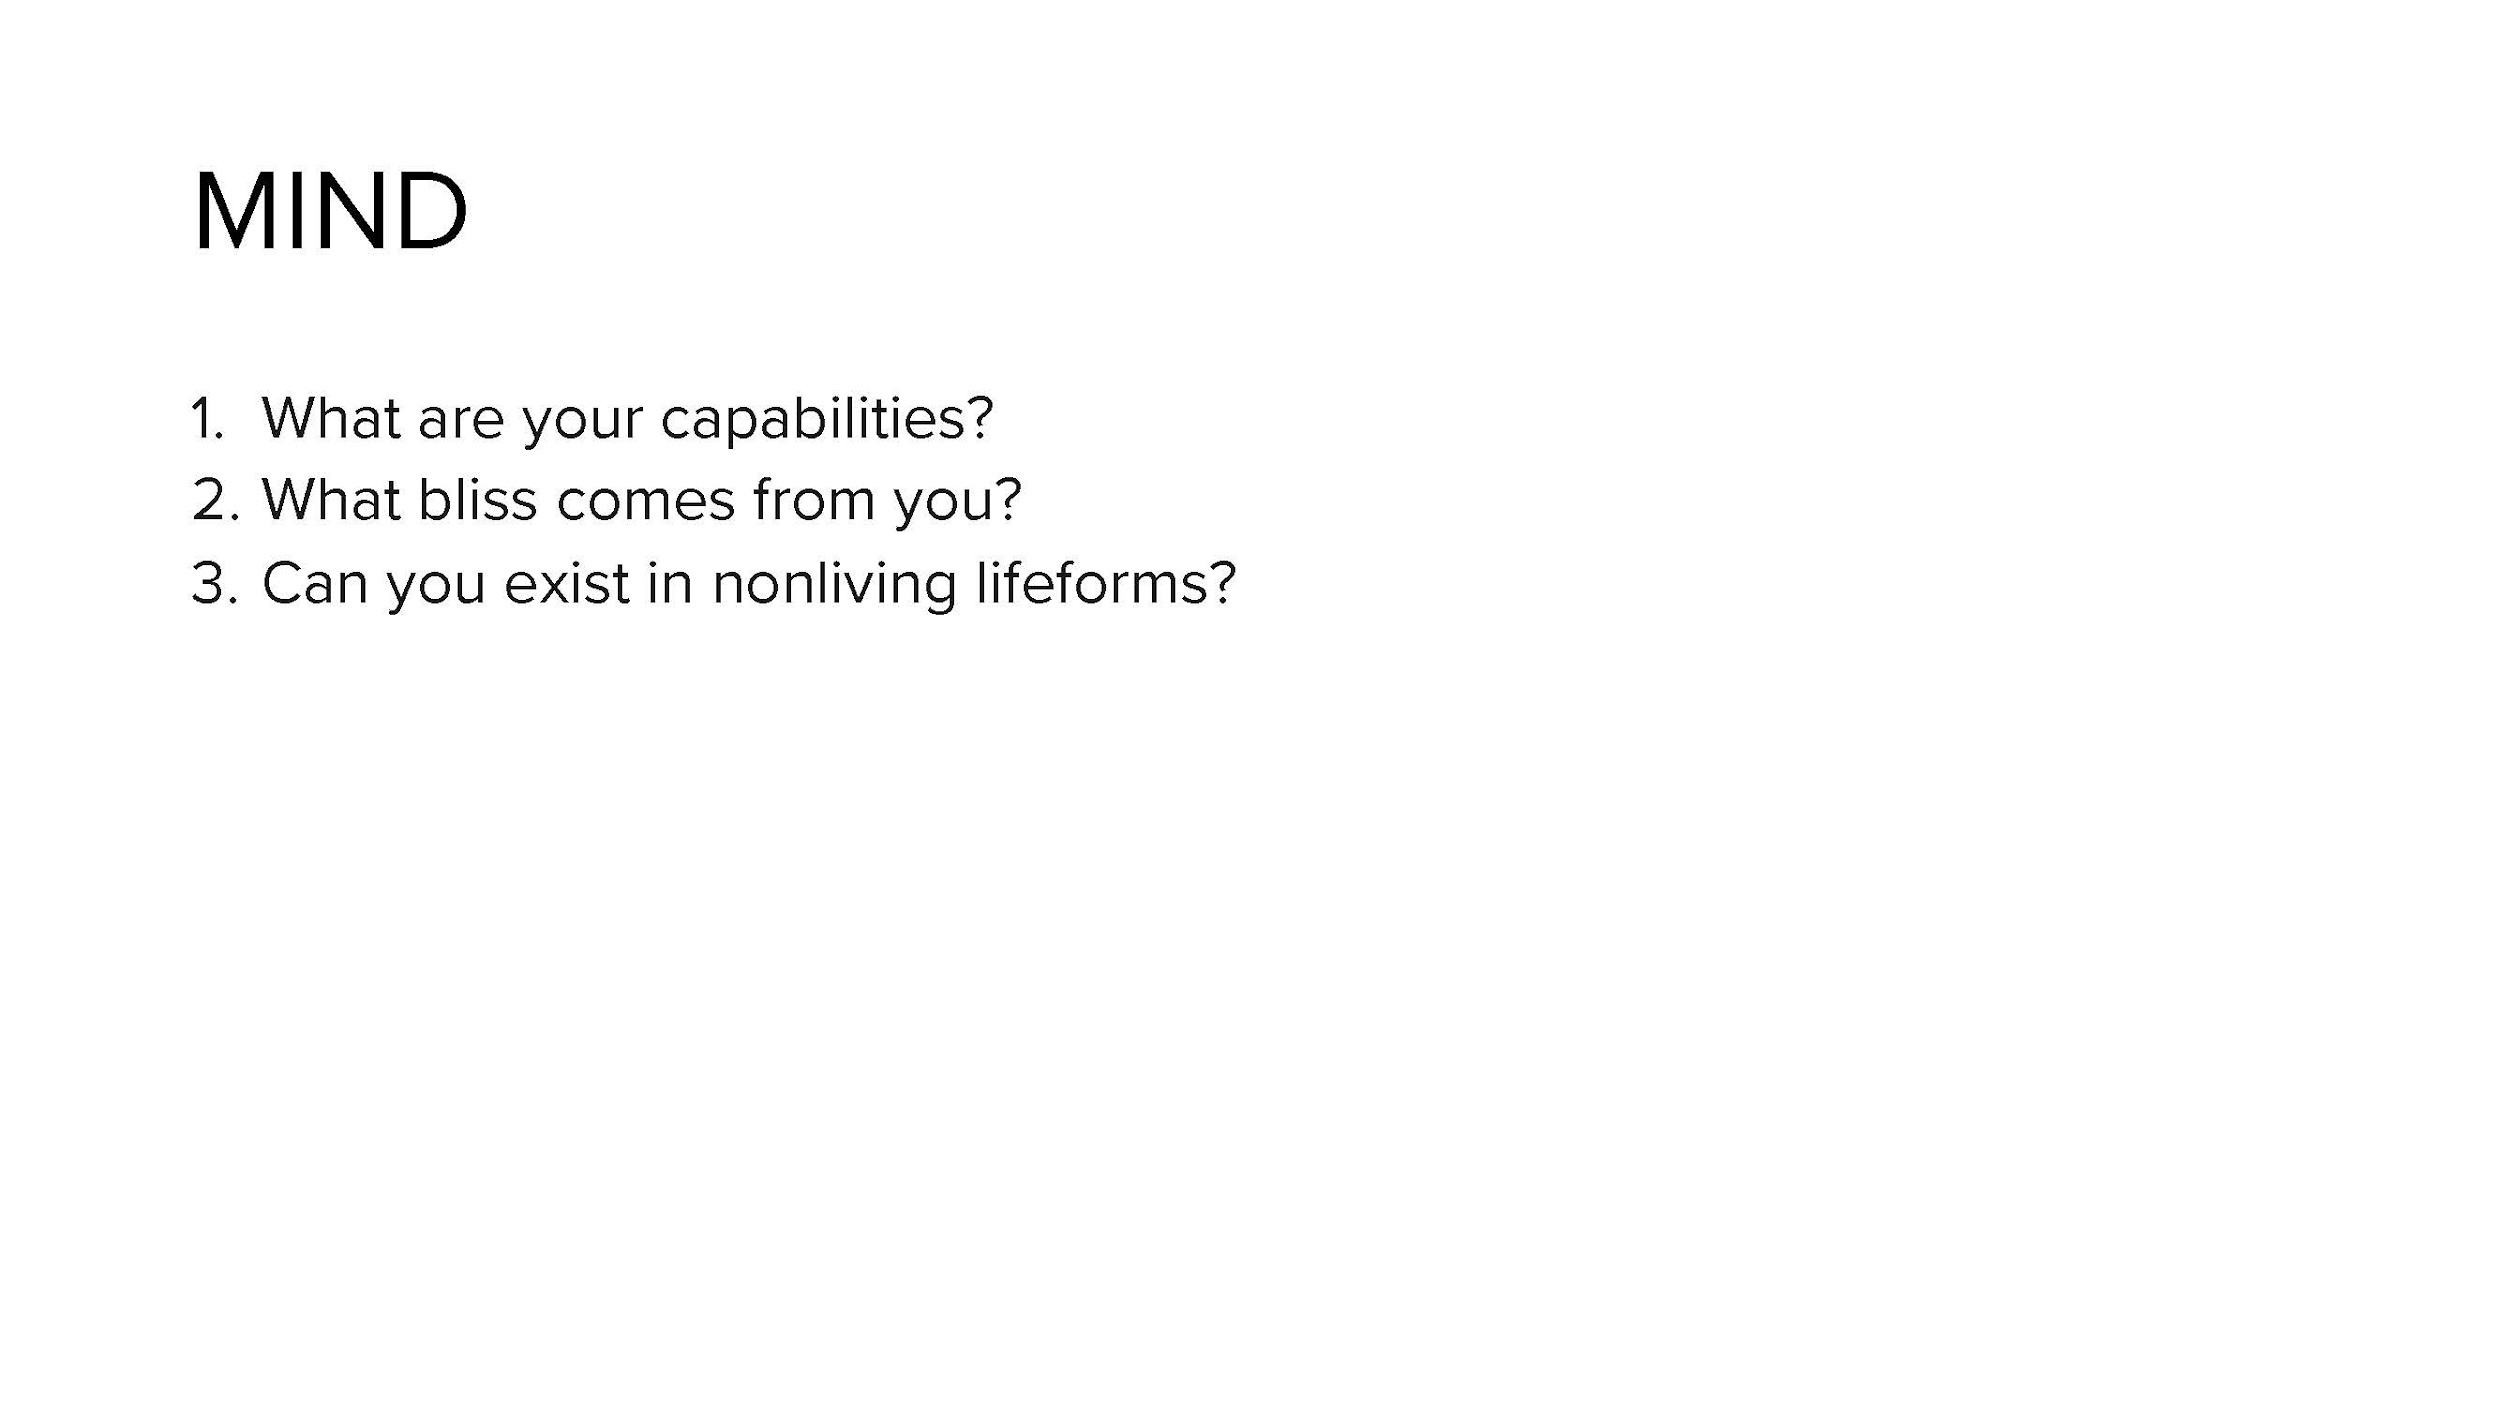 MIND
1. What are your capabilities?
2. What bliss comes from you?
3. Can you exist in nonliving lifeforms?